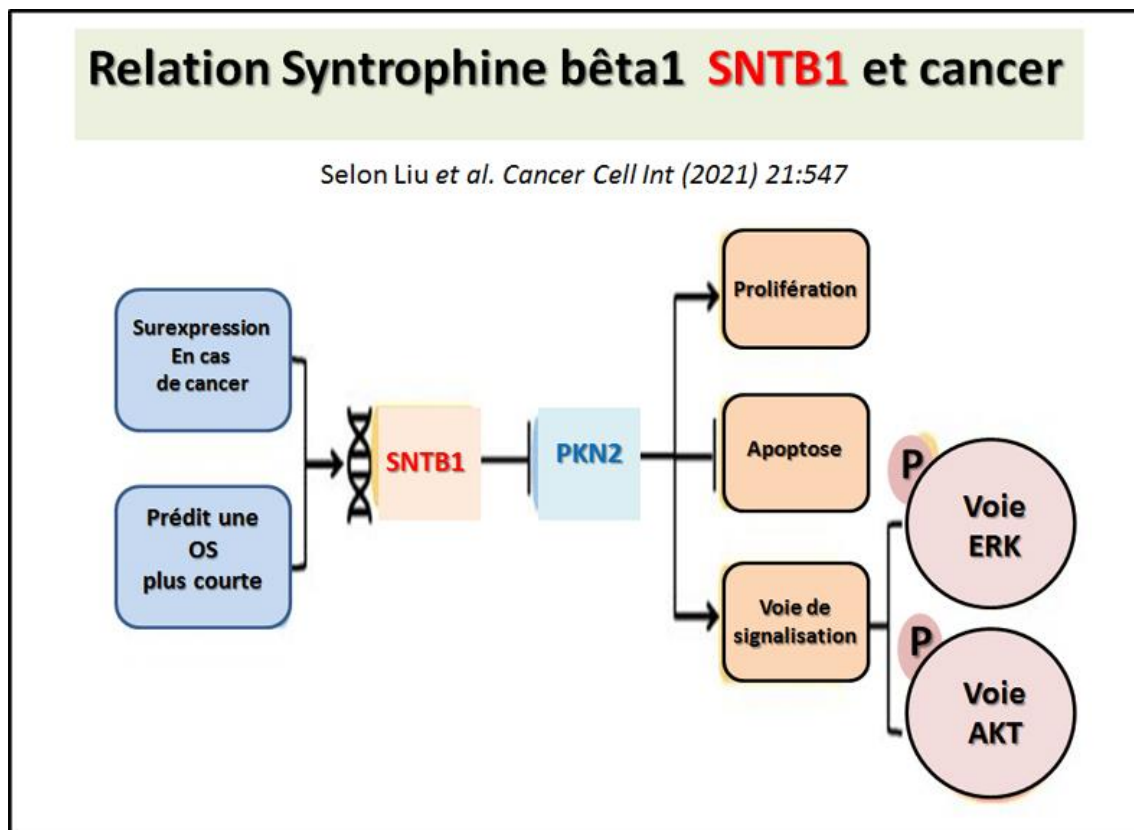 Relation Syntrophine bêta1 SNTB1 et cancer
Selon Liu et al. Cancer Cell Int (2021) 21:547
Surexpression
En cas
de cancer
Prédit une
OS
plus courte
SNTB1
PKN2
Prolifération
Apoptose
Voie de
signalisation
P
Voie
ERK
P
Voie
AKT